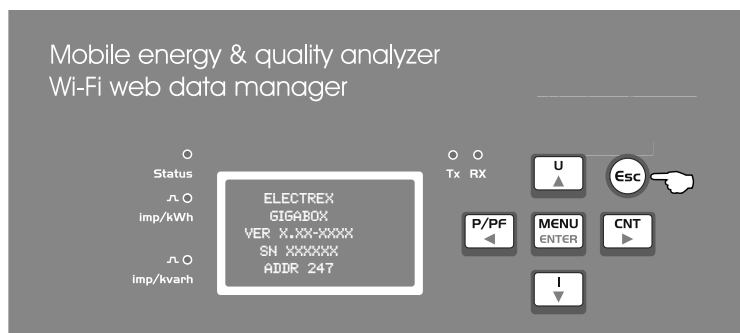 Mobile energy & quality analyzer
Wi-Fi web data manager
Status
imp/kWh
imp/kvarh
ELECTREX
GIGABOX
VER X.XX-XXXX
SN XXXXXX
ADDR 247
Tx RX
U
Esc
P/PF
MENU
ENTER
CNT
I